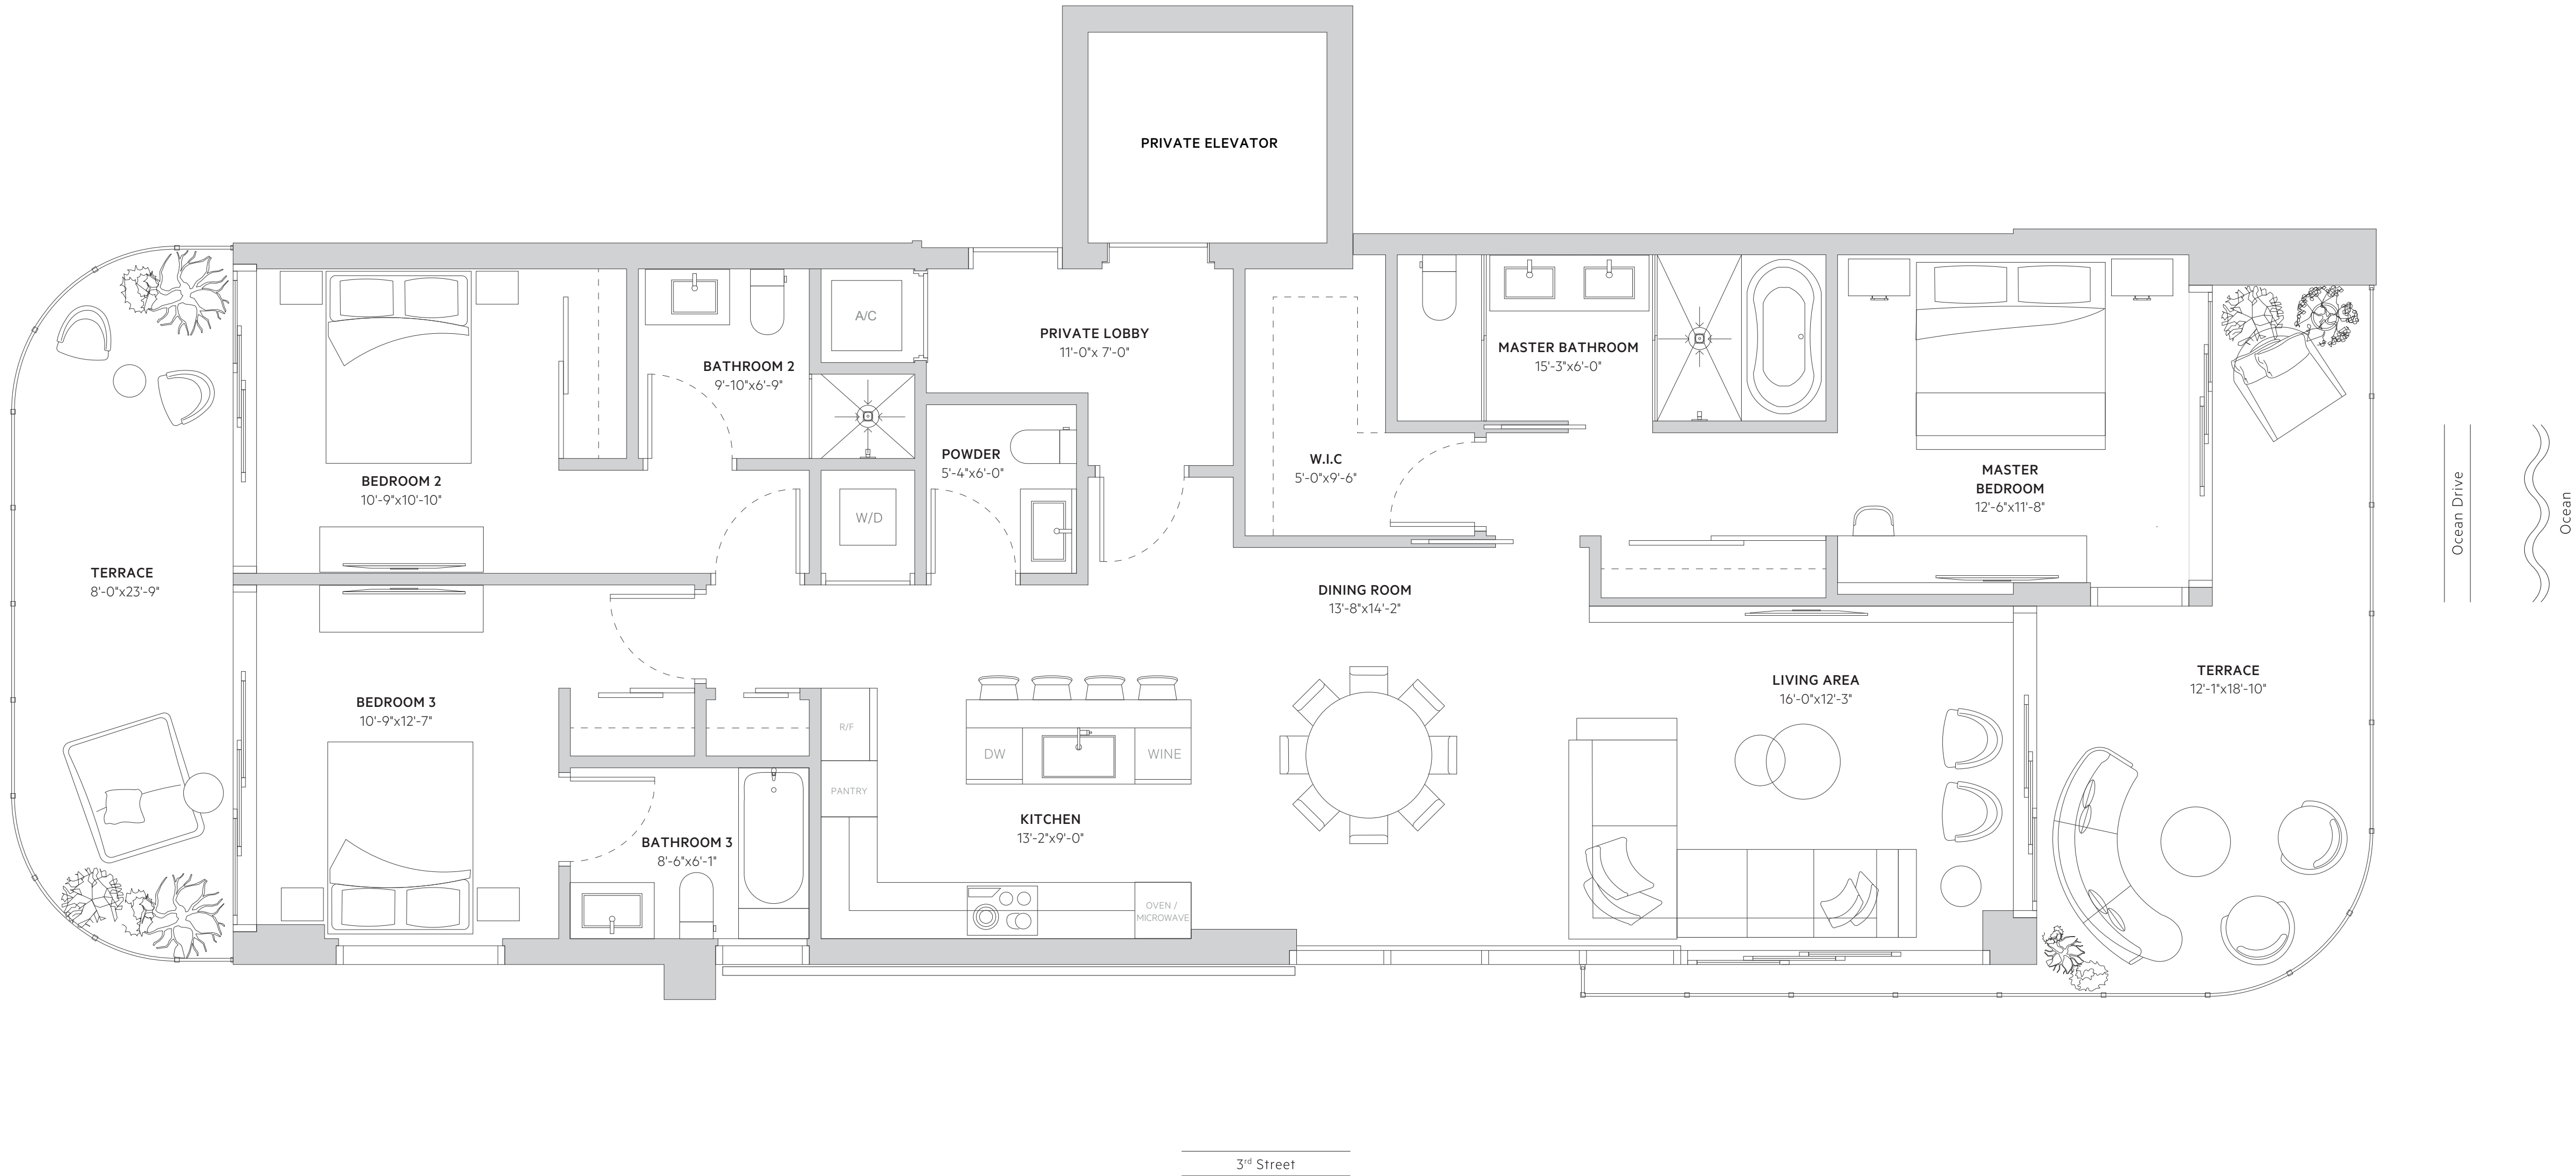 PRIVATE ELEVATOR
PRIVATE LOBBY
11'-0"x 7'-0"
A/C
BATHROOM 2
9'-10"x6'-9"
MASTER BATHROOM
15'-3"x6'-0"
POWDER
5'-4"x6'-0"
W.I.C
5'-0"x9'-6"
MASTER
BEDROOM
12'-6"x11'-8"
BEDROOM 2
10'-9"x10'-10"
W/D
TERRACE
8'-0"x23'-9"
DINING ROOM
13'-8"x14'-2"
BEDROOM 3
10'-9"x12'-7"
LIVING AREA
16'-0"x12'-3"
TERRACE
12'-1"x18'-10"
R/F
DW
WINE
PANTRY
KITCHEN
13'-2"x9'-0"
BATHROOM 3
8'-6"x6'-1"
OVEN /
MICROWAVE
Ocean Drive
Ocean
3rd Street